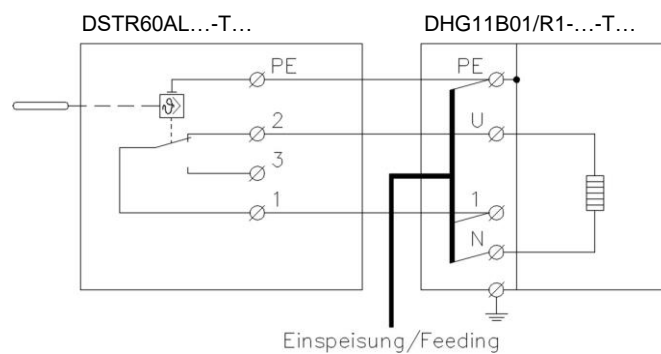 DSTR60AL…-T…
DHG11B01/R1-…-T…
PE
PE
2
U
3
1
1
N
Einspeisung/Feeding